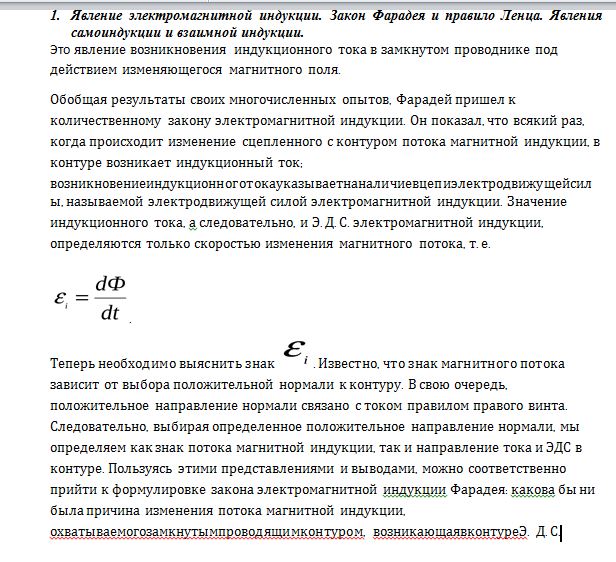 1. Явление электромагнитной индукции. Закон Фарадея и правило Ленца. Явления
самоиндукции и взаимной индукции.
Это явление возникновения индукционного тока в замкнутом проводнике под
действием изменяющегося магнитного поля.
Обобщая результаты своих многочисленных опытов, Фарадей пришел к
количественному закону электромагнитной индукции. Он показал, что всякий раз,
когда происходит изменение сцепленного с контуром потока магнитной индукции, в
контуре возникает индукционный ток;
возникновениеиндукционноготокауказываетнаналичиевцепиэлектродвижущейсил
ы, называемой электродвижущей силой электромагнитной индукции. Значение
индукционного тока, а следовательно, и Э. Д. С. электромагнитной индукции,
определяются только скоростью изменения магнитного потока, т. е.
εi = dФ/dt .
Теперь необходимо выяснить знак εi . Известно, что знак магнитного потока
зависит от выбора положительной нормали к контуру. В свою очередь,
положительное направление нормали связано с током правилом правого винта.
Следовательно, выбирая определенное положительное направление нормали, мы
определяем как знак потока магнитной индукции, так и направление тока и ЭДС в
контуре. Пользуясь этими представлениями и выводами, можно соответственно
прийти к формулировке закона электромагнитной индукции Фарадея: какова бы ни
была причина изменения потока магнитной индукции,
охватываемогозамкнутымпроводящимконтуром, возникающаявконтуреЭ. Д. С.